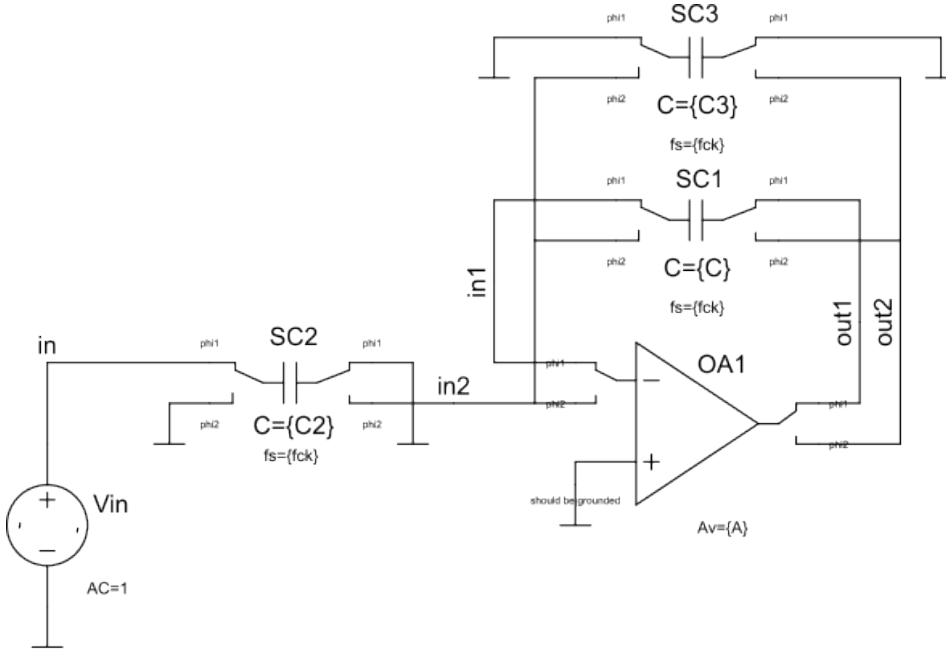 phi1 SC3 phi1
phi2 phi2
C={C3}
fs={fck}
phi1 SC1 phi1
phi2 phi2
C={C}
fs={fck}
in1
out1
out2
in
phi1 SC2 phi1
in2
phi2 phi2
C={C2}
fs={fck}
phi1
phi2
OA1
phi1
phi2
−
+
should be grounded
Av={A}
+
Vin
−
AC=1